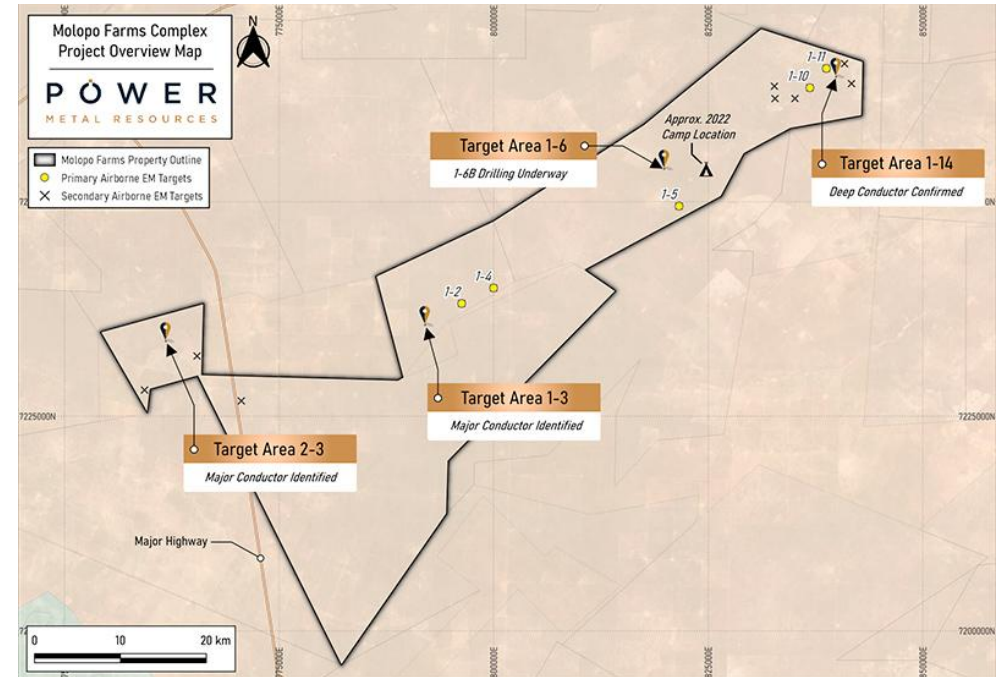 Molopo Farms Complex
Project Overview Map
POWER
METAL RESOURCES
N
Molopo Farms Property Outline
Primary Airborne EM Targets
Secondary Airborne EM Targets
775000E
825000E
850000E
1-11
1-10
Approx. 2022
Camp Location
Target Area 1-6
1-6B Drilling Underway
Target Area 1-14
Deep Conductor Confirmed
1-5
1-4
1-2
Target Area 1-3
Major Conductor Identified
7225000N
7225000N
Target Area 2-3
Major Conductor Identified
Major Highway
7200000N
0 10 20 km
775000E
800000E
825000E
850000E